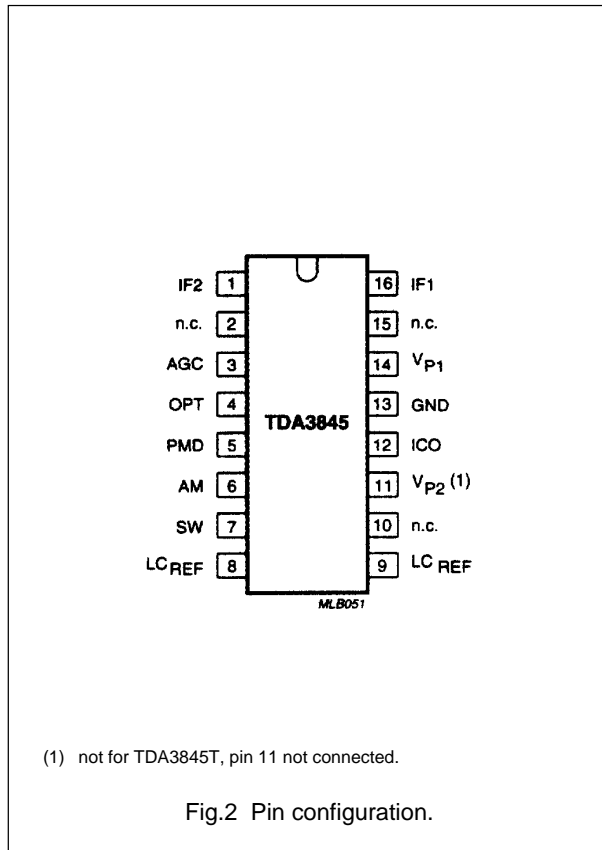 IF2 1 16 IF1
n.c. 2 15 n.c.
AGC 3 14 VP1
OPT 4 13 GND
TDA3845
PMD 5 12 ICO
AM 6 11 VP2 (1)
SW 7 10 n.c.
LCREF 8 9 LC REF
MLB051
(1) not for TDA3845T, pin 11 not connected.
Fig.2 Pin configuration.